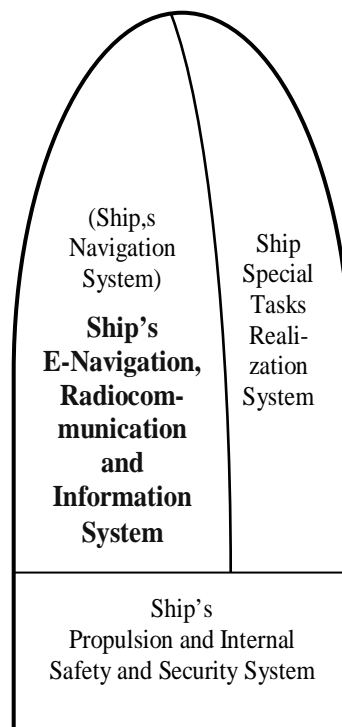 (Ship,s
Navigation
System)
Ship's
E-Navigation,
Radiocom-
munication
and
Information
System
Ship
Special
Tasks
Reali-
zation
System
Ship's
Propulsion and Internal
Safety and Security System